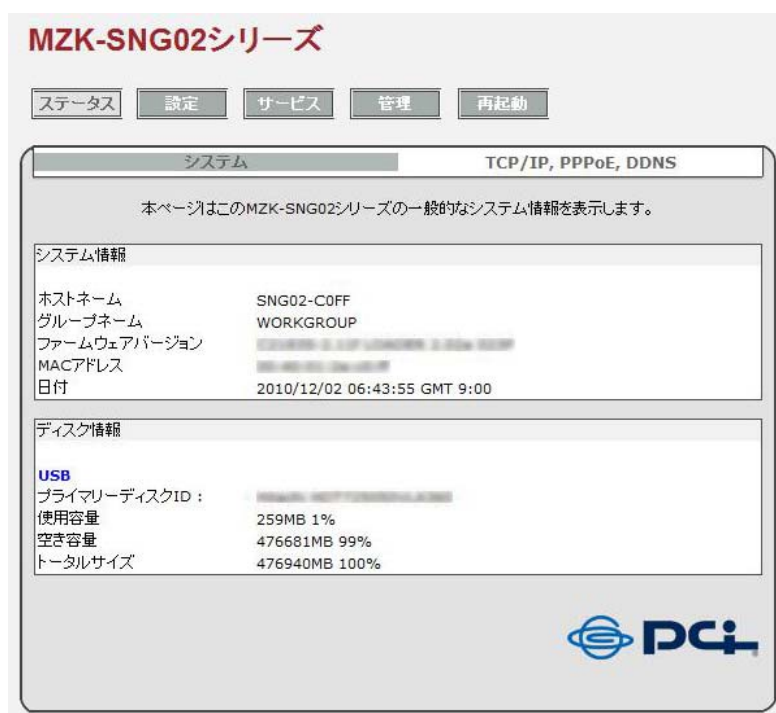 MZK-SNG02シリーズ
ステータス 設定 サービス 管理 再起動
システム TCP/IP, PPPoE, DDNS
本ページはこのMZK-SNG02シリーズの一般的なシステム情報を表示します。
システム情報
ホストネーム SNG02-C0FF
グループネーム WORKGROUP
ファームウェアバージョン
MACアドレス
日付 2010/12/02 06:43:55 GMT 9:00
ディスク情報
USB
プライマリーディスクID :
使用容量 259MB 1%
空き容量 476681MB 99%
トータルサイズ 476940MB 100%
PCi